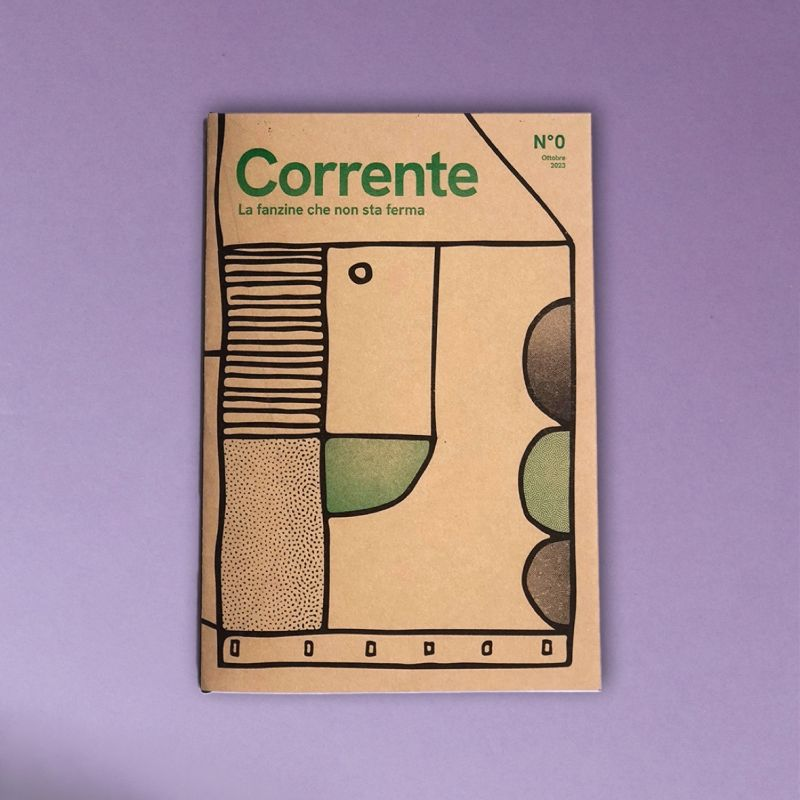 Corrente
La fanzine che non sta ferma
N°0
Ottobre
2023